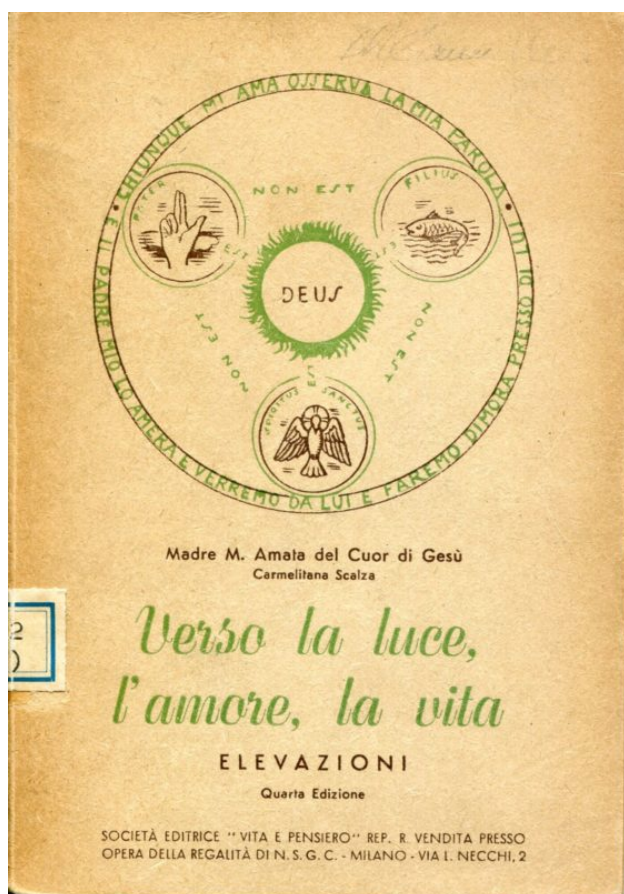 • CHIUNQUE MI AMA OSSERVA LA MIA PAROLA •
E IL PADRE MIO LO AMERA E VERREMO DA LUI E FAREMO DIMORA PRESSO DI LUI
PATER
NON EST
FILIUS
EST
EST
DEUS
NON EST
NON EST
EST
SPIRITUS SANCTUS
Madre M. Amata del Cuor di Gesù
Carmelitana Scalza
2
)
Verso la luce,
l'amore, la vita
ELEVAZIONI
Quarta Edizione
SOCIETÀ EDITRICE "VITA E PENSIERO" REP. R. VENDITA PRESSO
OPERA DELLA REGALITÀ DI N. S. G. C. - MILANO - VIA L. NECCHI, 2